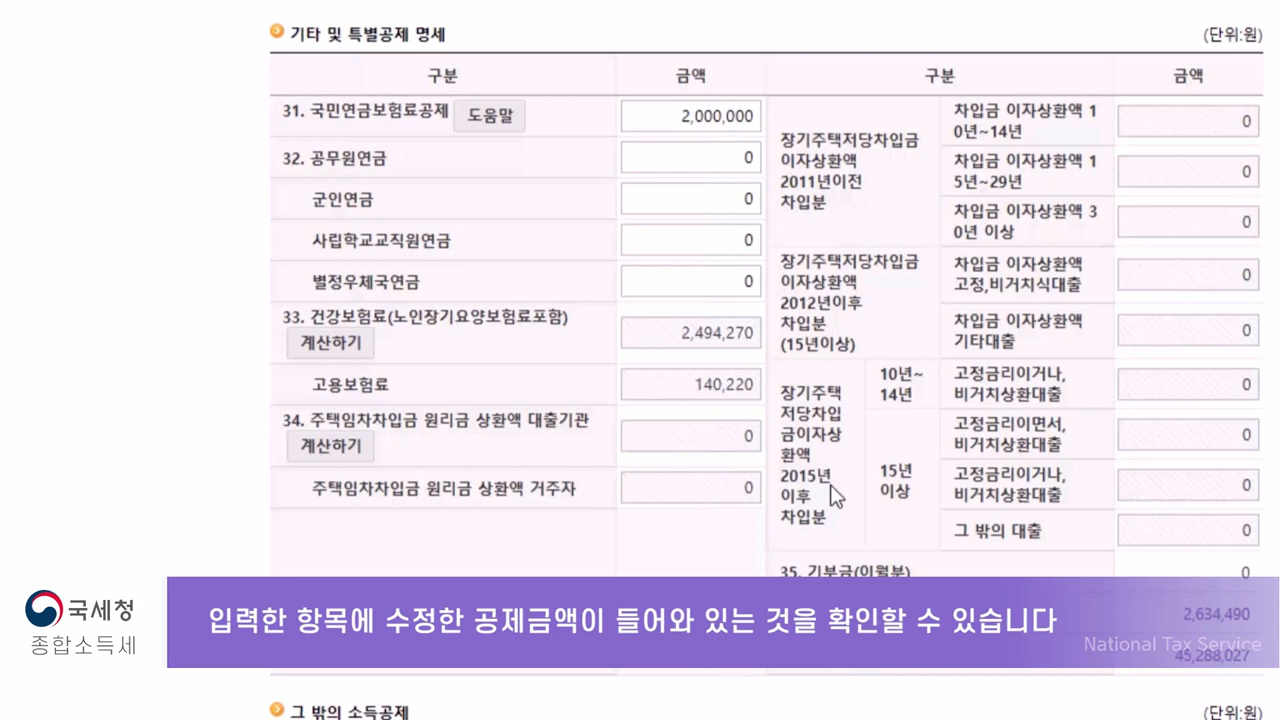 기타 및 특별공제 명세
(단위:원)
구분
금액
구분
금액
31. 국민연금보험료공제
도움말
2,000,000
32. 공무원연금
0
군인연금
0
사립학교교직원연금
0
별정우체국연금
0
33. 건강보험료(노인장기요양보험료포함)
계산하기
2,494,270
고용보험료
140,220
34. 주택임차차입금 원리금 상환액 대출기관
계산하기
0
주택임차차입금 원리금 상환액 거주자
0
장기주택저당차입금
이자상환액
2011년이전
차입분
차입금 이자상환액 1
0년~14년
0
차입금 이자상환액 1
5년~29년
0
차입금 이자상환액 3
0년 이상
0
장기주택저당차입금
이자상환액
2012년이후
차입분
(15년이상)
차입금 이자상환액
고정,비거치식대출
0
차입금 이자상환액
기타대출
0
장기주택
저당차입
금이자상
환액
2015년
이후
차입분
10년~
14년
고정금리이거나,
비거치상환대출
0
15년
이상
고정금리이면서,
비거치상환대출
0
고정금리이거나,
비거치상환대출
0
그 밖의 대출
0
35. 기부금(이월분)
0
2,634,490
45,288,027
국세청
종합소득세
입력한 항목에 수정한 공제금액이 들어와 있는 것을 확인할 수 있습니다
National Tax Service
그 밖의 소득공제
(단위:원)